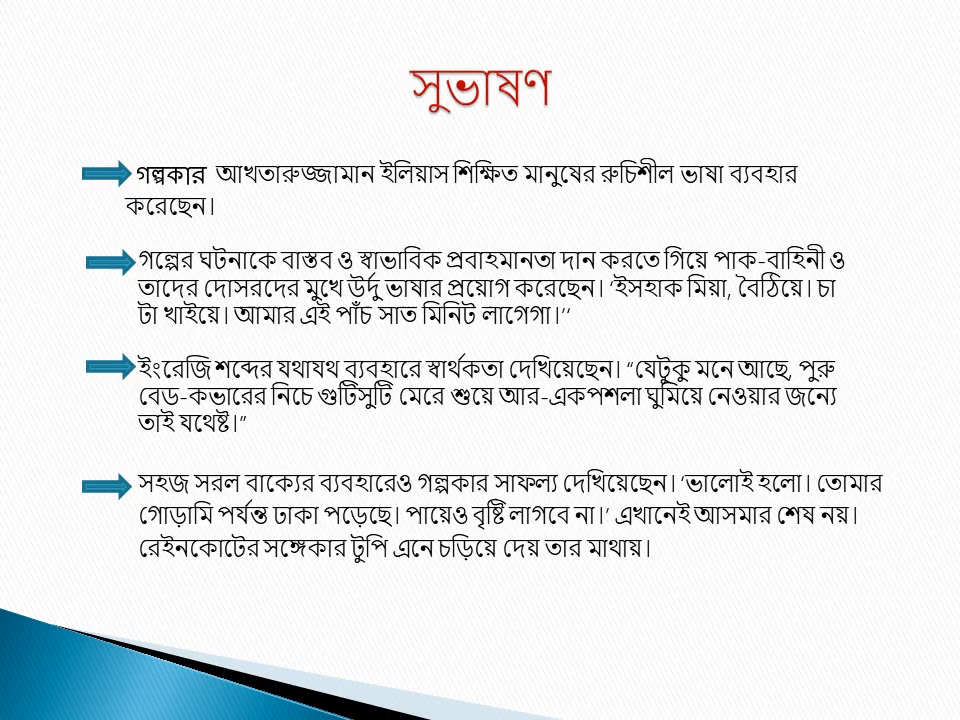 সুভাষণ
গল্পকার আখতারুজ্জামান ইলিয়াস শিক্ষিত মানুষের রুচিশীল ভাষা ব্যবহার
করেছেন।
গল্পের ঘটনাকে বাস্তব ও স্বাভাবিক প্রবাহমানতা দান করতে গিয়ে পাক-বাহিনী ও
তাদের দোসরদের মুখে উর্দু ভাষার প্রয়োগ করেছেন। ‘ইসহাক মিয়া, বৈঠিয়ে। চা
টা খাইয়ে। আমার এই পাঁচ সাত মিনিট লাগেগা।’’
ইংরেজি শব্দের যথাযথ ব্যবহারে স্বার্থকতা দেখিয়েছেন। “যেটুকু মনে আছে, পুরু
বেড-কভারের নিচে গুটিসুটি মেরে শুয়ে আর-একপশলা ঘুমিয়ে নেওয়ার জন্যে
তাই যথেষ্ট।”
সহজ সরল বাক্যের ব্যবহারেও গল্পকার সাফল্য দেখিয়েছেন। ‘ভালোই হলো। তোমার
গোড়ামি পর্যন্ত ঢাকা পড়েছে। পায়েও বৃষ্টি লাগবে না।’ এখানেই আসমার শেষ নয়।
রেইনকোটের সঙ্গেকার টুপি এনে চড়িয়ে দেয় তার মাথায়।